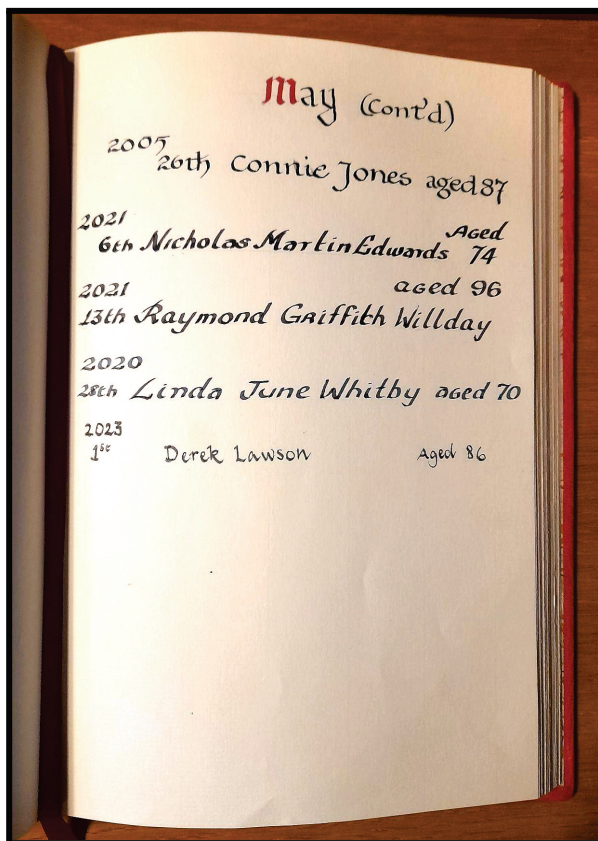 May (Cont'd)
2005
26th Connie Jones aged 87
2021 Aged
6th Nicholas Martin Edwards 74
2021 aged 96
13th Raymond Griffith Willday
2020
28th Linda June Whitby aged 70
2023
1st Derek Lawson Aged 86